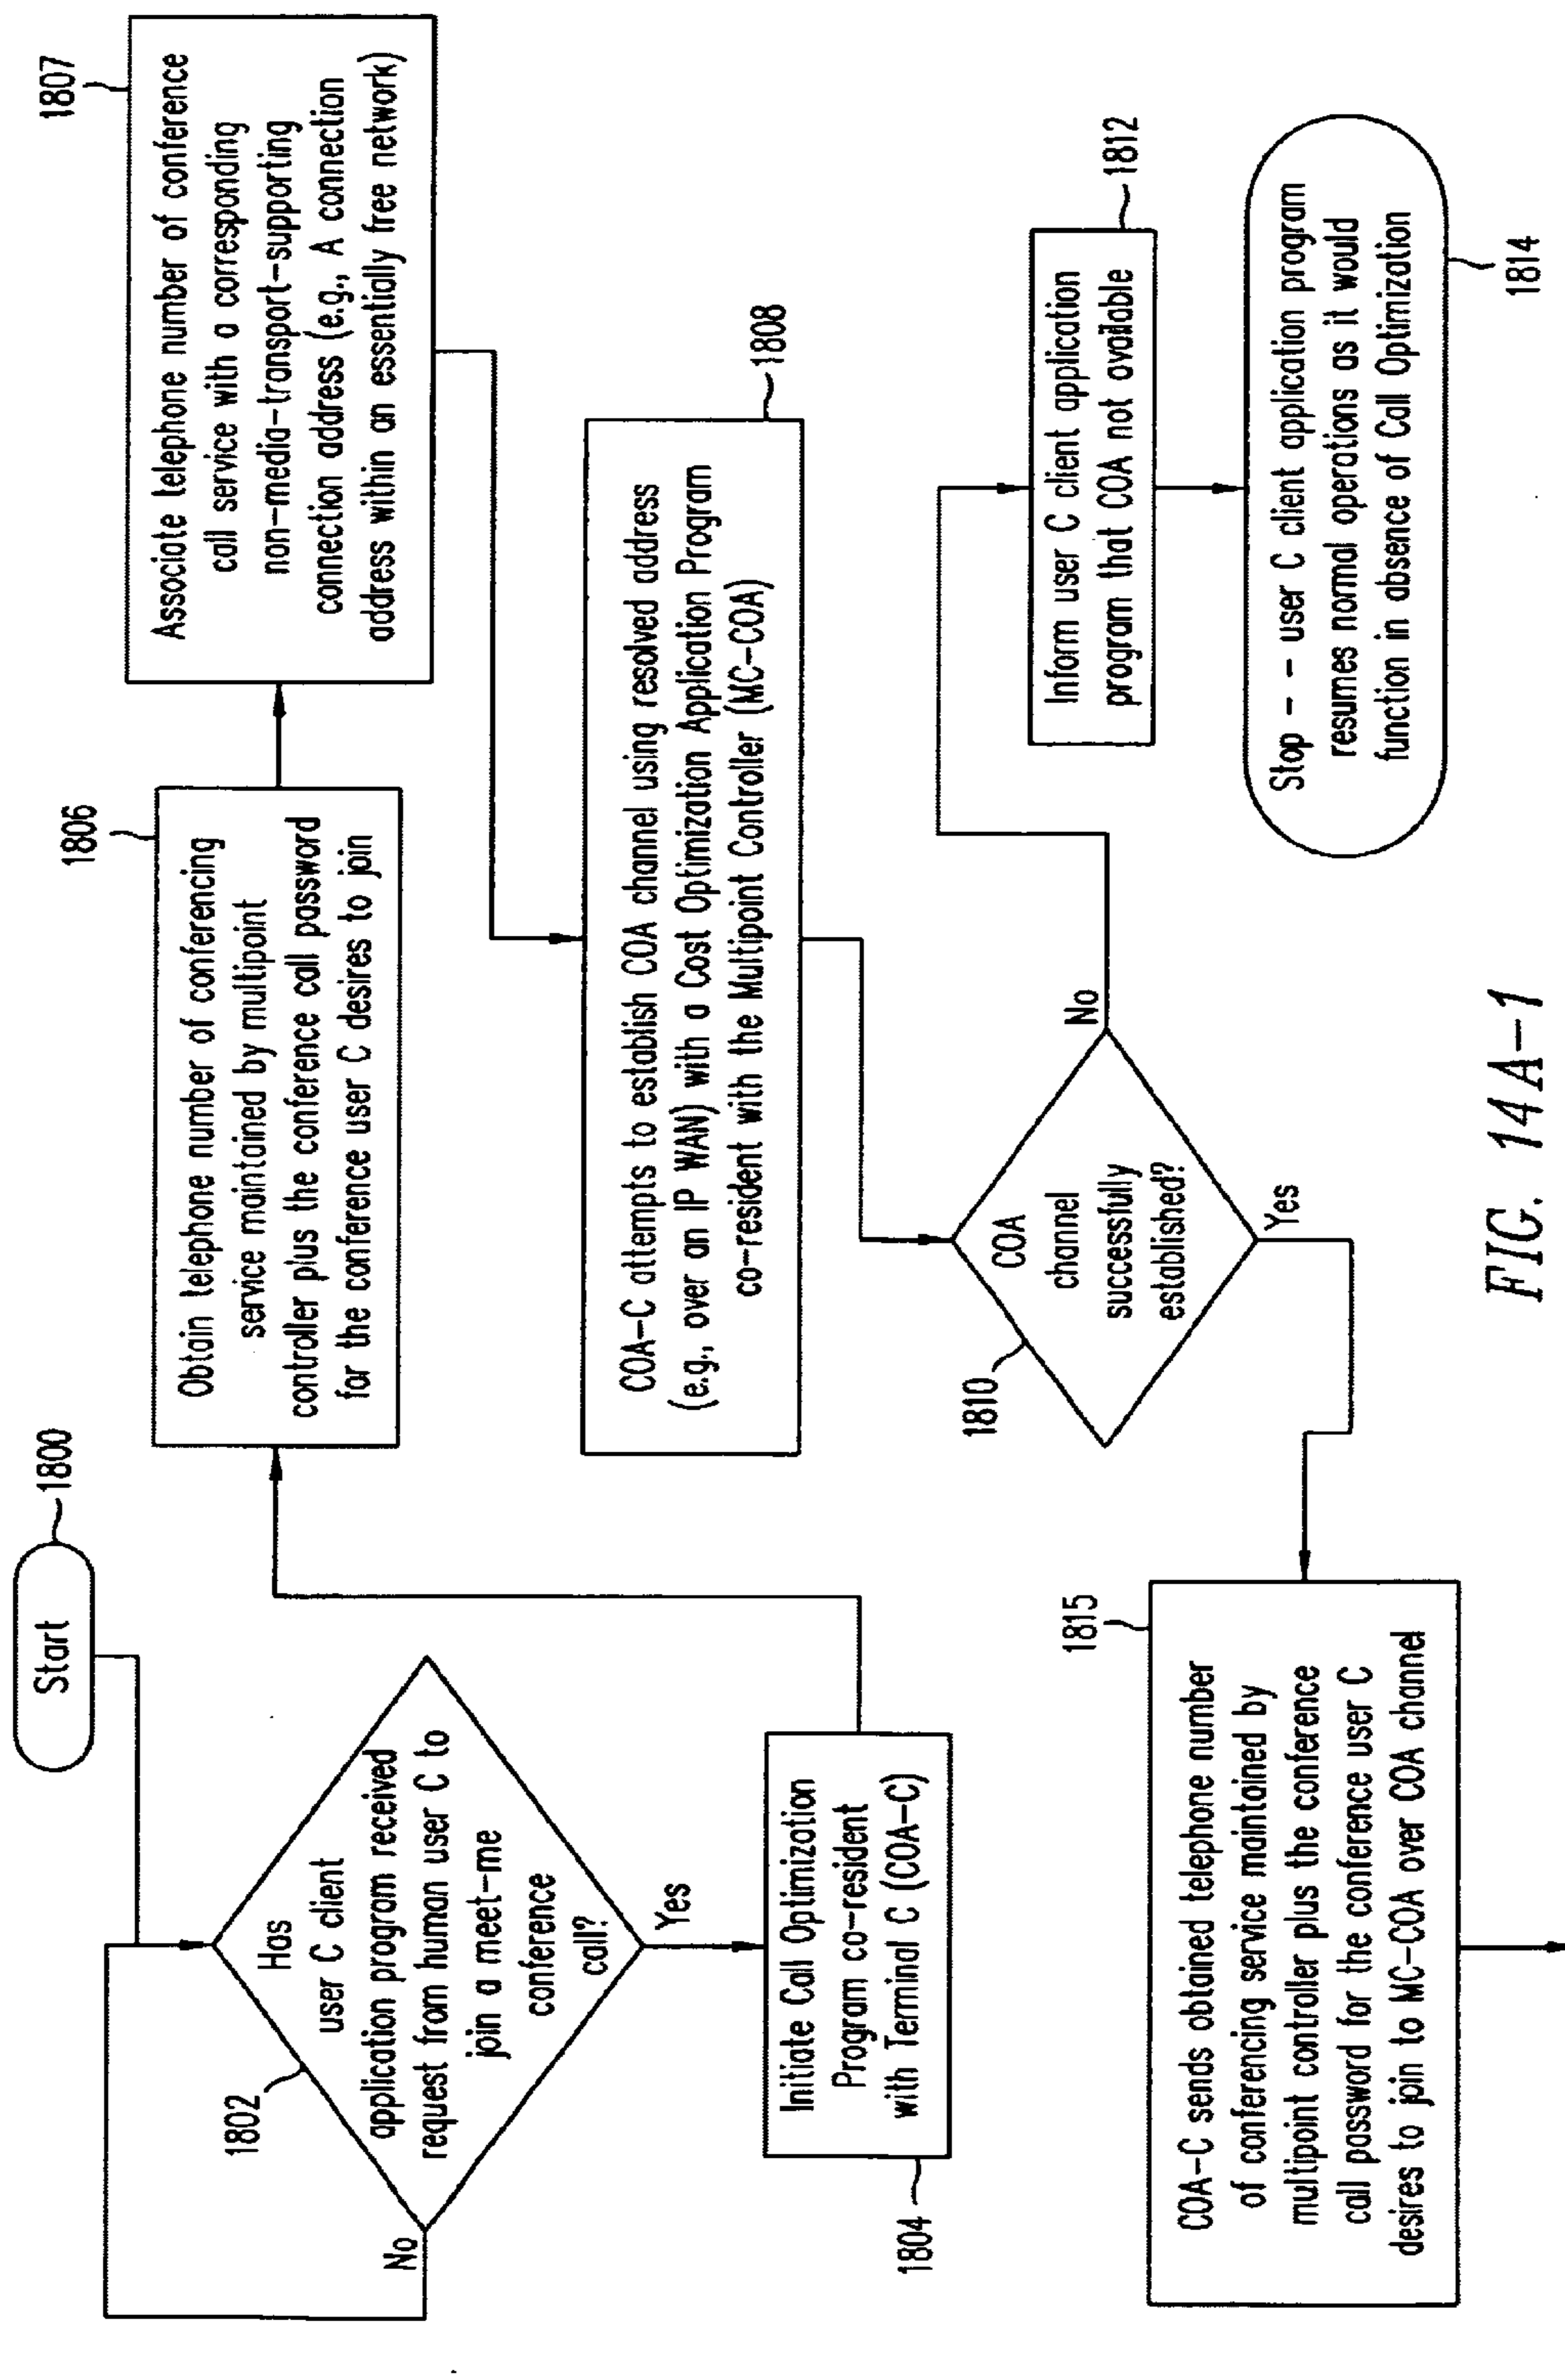 Start
1800
Has
user C client
application program received
request from human user C to
join a meet-me
conference
call?
1802
No
Yes
Initiate Call Optimization
Program co-resident
with Terminal C (COA-C)
1804
1806
Obtain telephone number of conferencing
service maintained by multipoint
controller plus the conference call password
for the conference user C desires to join
1807
Associate telephone number of conference
call service with a corresponding
non-media-transport-supporting
connection address (e.g., A connection
address within an essentially free network)
1808
COA-C attempts to establish COA channel using resolved address
(e.g., over an IP WAN) with a Cost Optimization Application Program
co-resident with the Multipoint Controller (MC-COA)
1810
COA
channel
successfully
established?
No
Yes
1812
Inform user C client application
program that COA not available
Stop - - user C client application program
resumes normal operations as it would
function in absence of Call Optimization
1814
1815
COA-C sends obtained telephone number
of conferencing service maintained by
multipoint controller plus the conference
call password for the conference user C
desires to join to MC-COA over COA channel
FIG. 14A-1